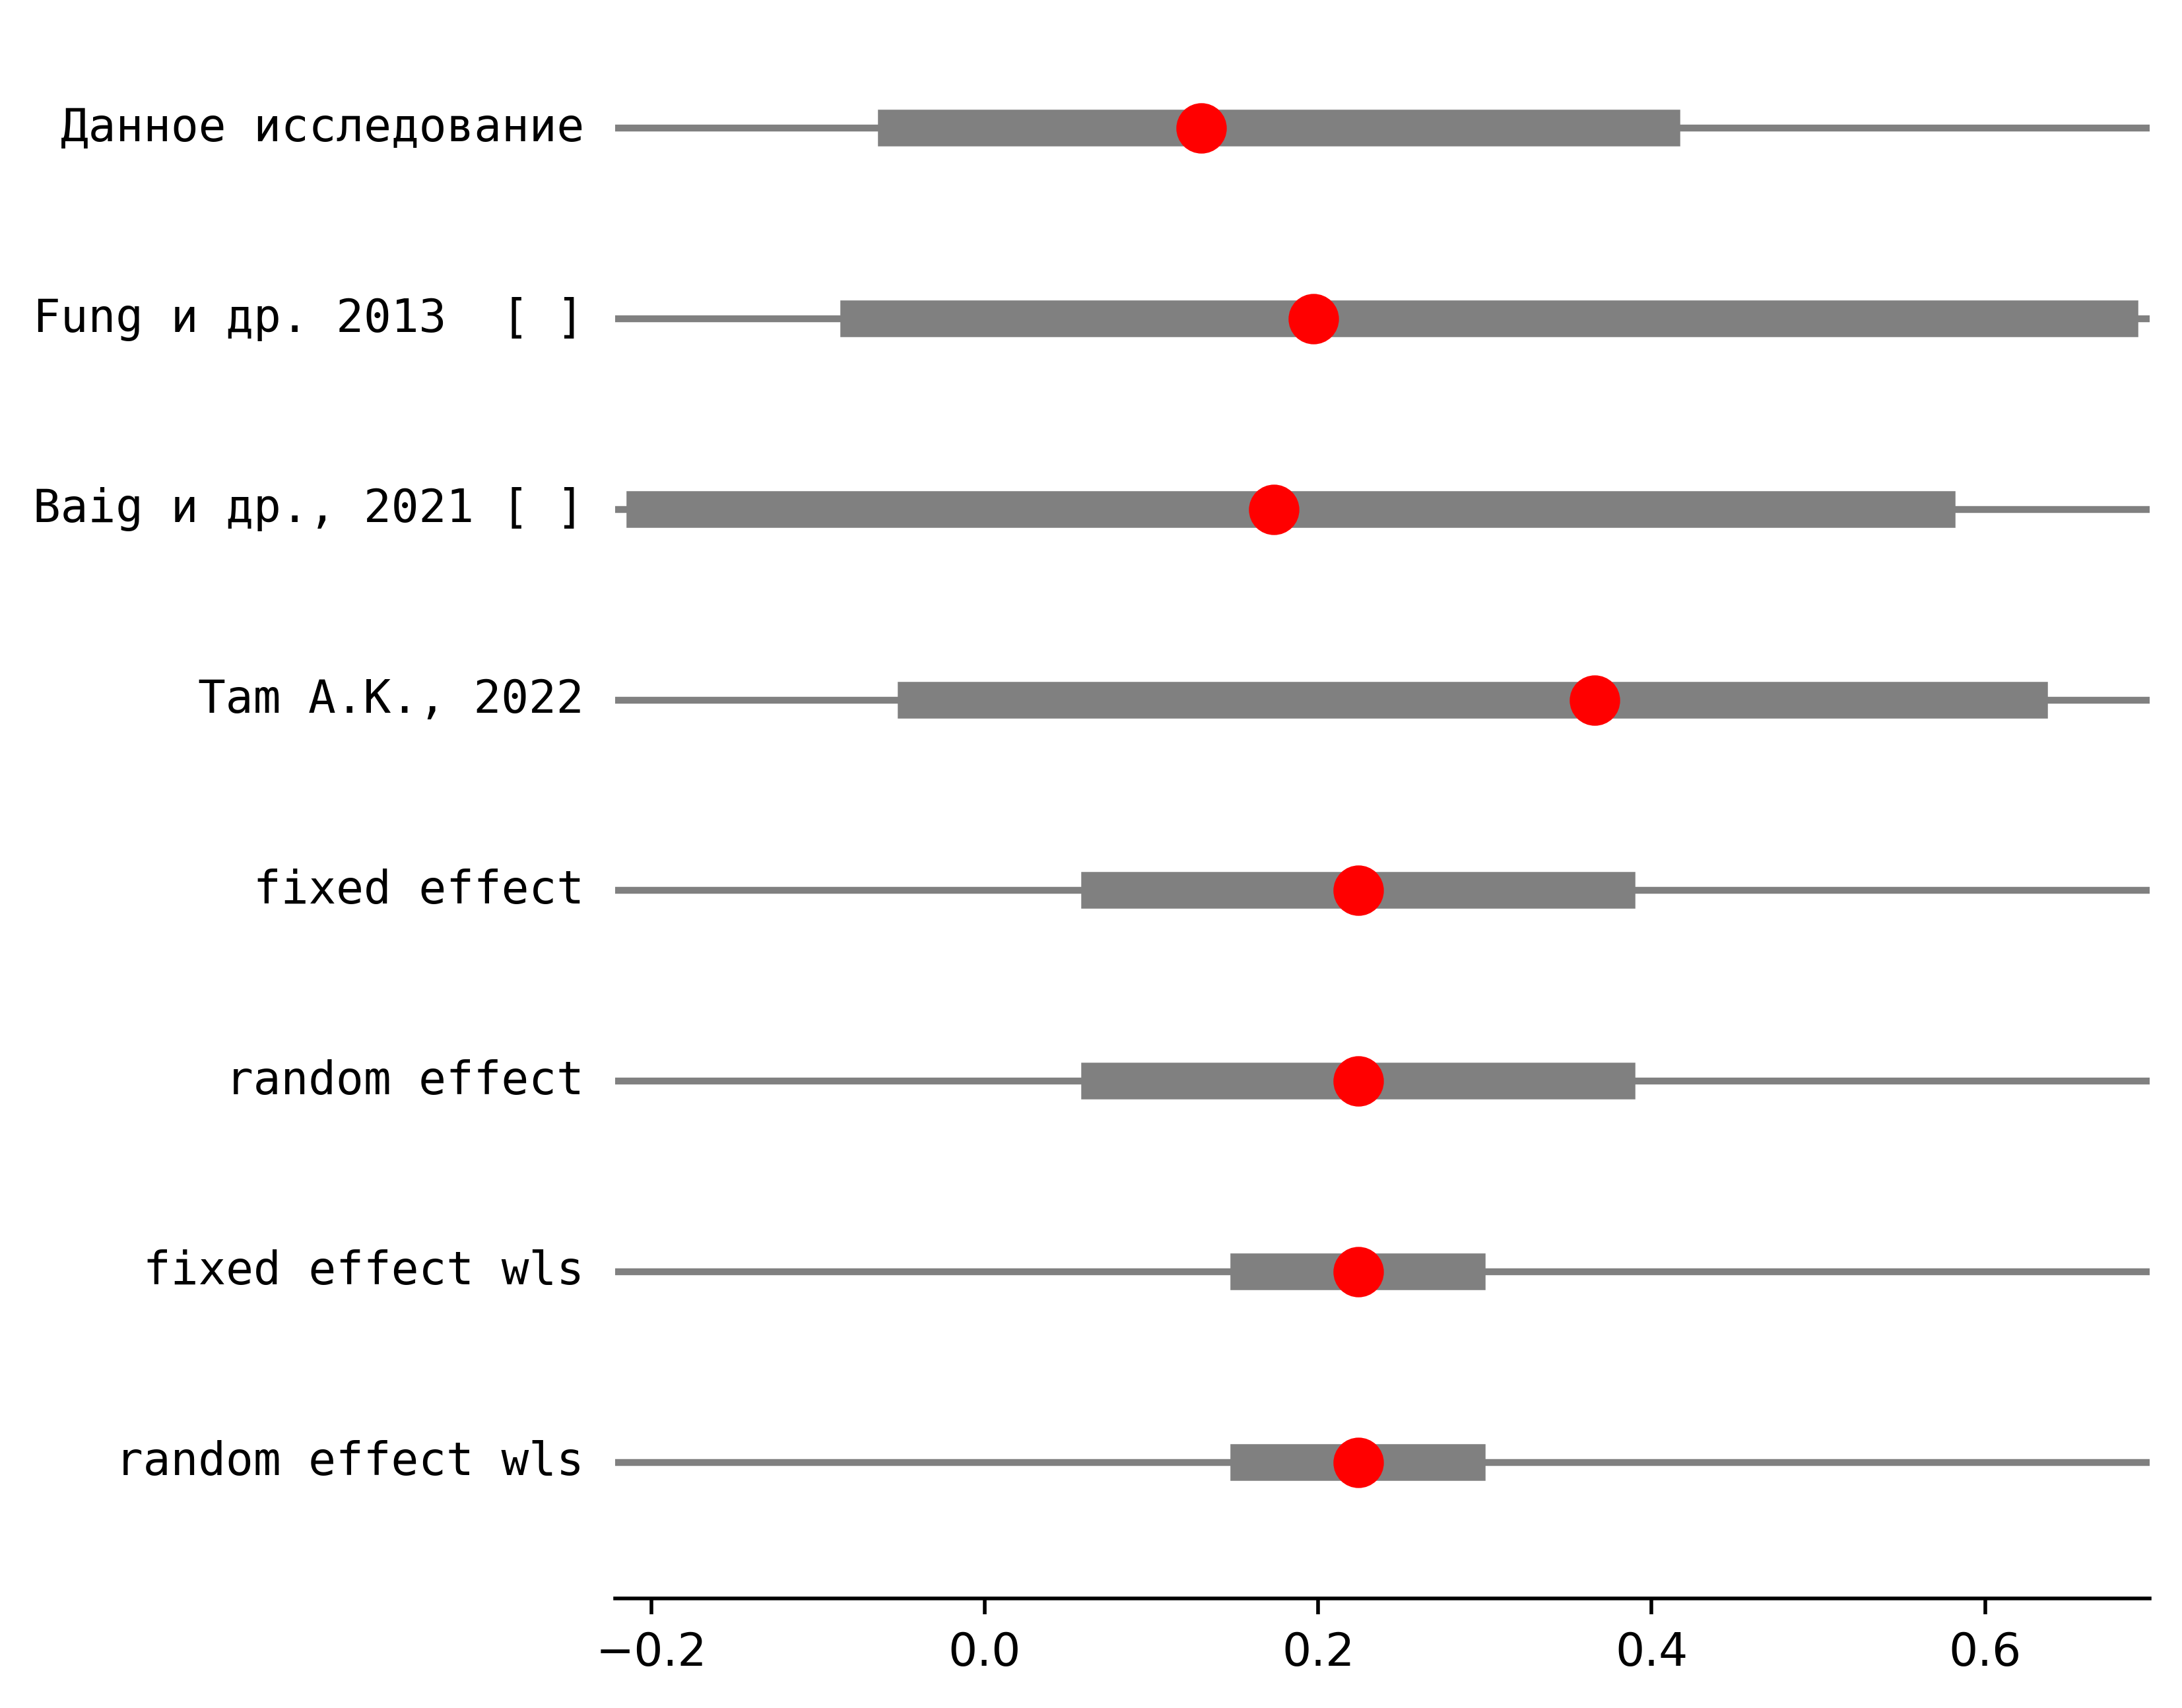 Данное исследование
Fung и др. 2013  [ ]
Baig и др., 2021 [ ]
Tam A.K., 2022
fixed effect
random effect
fixed effect wls
random effect wls
−0.2 0.0 0.2 0.4 0.6